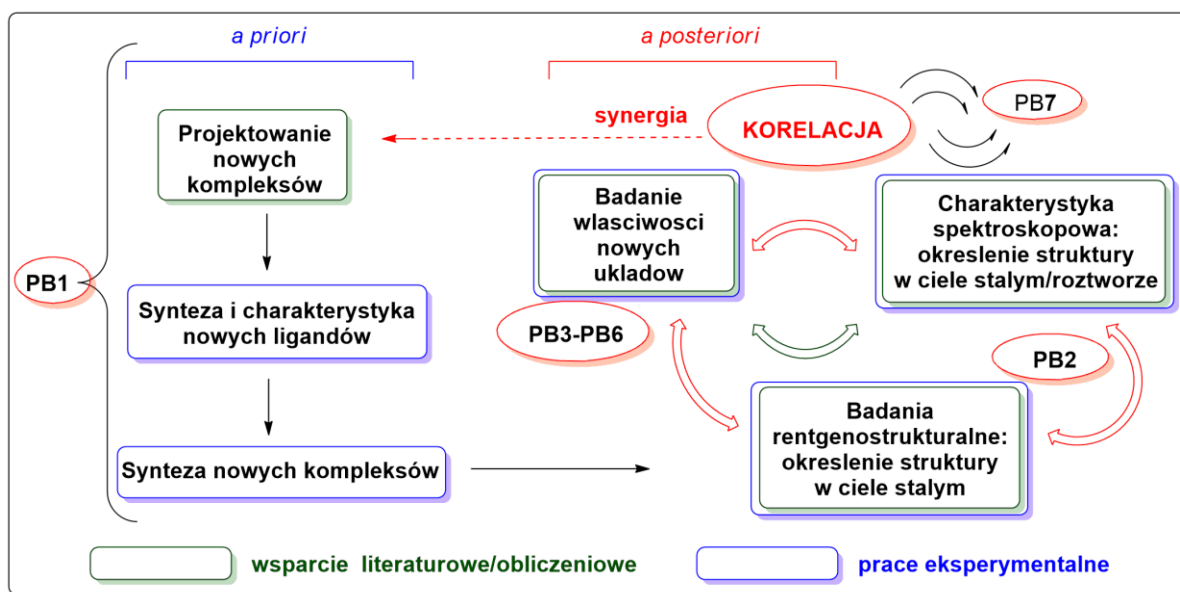 a priori
a posteriori
PB7
synergia
KORELACJA
Projektowanie
nowych
kompleksów
Badanie
wlasciwosci
nowych
ukladow
Charakterystyka
spektroskopowa:
okreslenie struktury
w ciele stalym/roztworze
PB1
Synteza i charakterystyka
nowych ligandów
PB3-PB6
PB2
Badania
rentgenostrukturalne:
okreslenie struktury
w ciele stalym
Synteza nowych kompleksów
wsparcie literaturowe/obliczeniowe
prace eksperymentalne